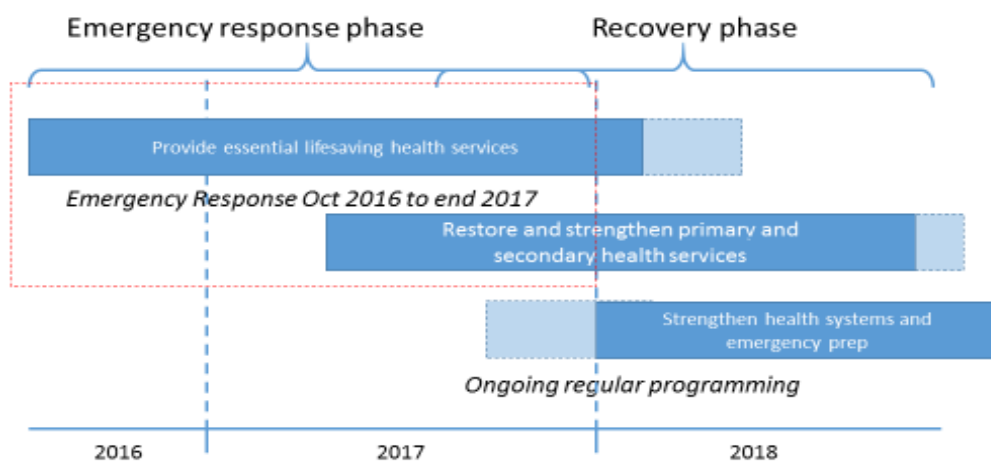 Emergency response phase
Recovery phase
Provide essential lifesaving health services
Emergency Response Oct 2016 to end 2017
Restore and strengthen primary and
secondary health services
Strengthen health systems and
emergency prep
Ongoing regular programming
2016
2017
2018